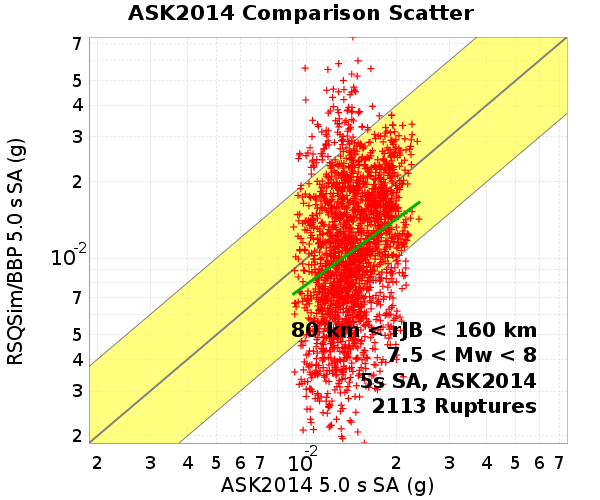 ASK2014 Comparison Scatter
RSQSim/BBP 5.0 s SA (g)
7
5
4
3
2
10^-2
7
5
4
3
2
80 km < rJB < 160 km
7.5 < Mw < 8
5s SA, ASK2014
2113 Ruptures
2 3 4 5 6 7 10^-2 2 3 4 5 6 7
ASK2014 5.0 s SA (g)